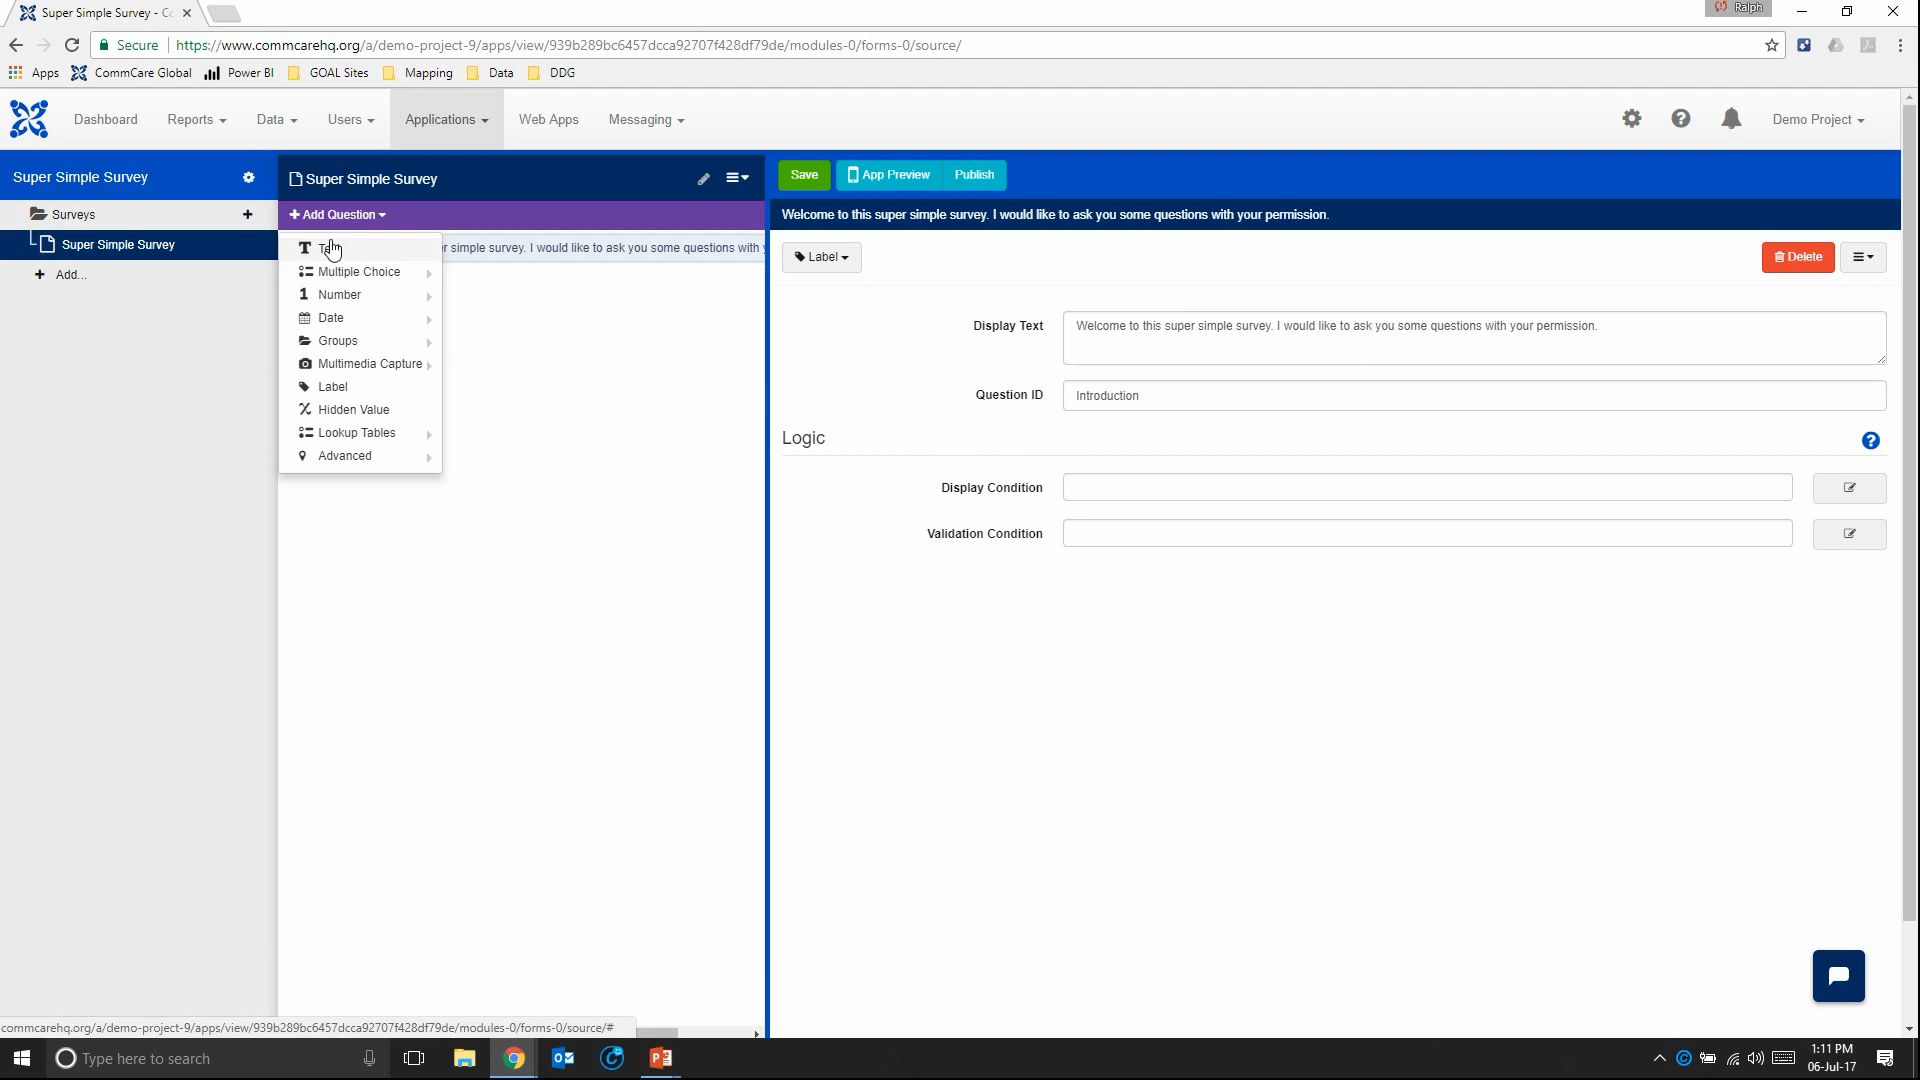 Super Simple Survey - Co
Ralph
Secure
https://www.commcarehq.org/a/demo-project-9/apps/view/939b289bc6457dcca92707f428df79de/modules-0/forms-0/source/
Apps
CommCare Global
Power BI
GOAL Sites
Mapping
Data
DDG
Dashboard
Reports
Data
Users
Applications
Web Apps
Messaging
Demo Project
Super Simple Survey
Surveys
Super Simple Survey
Add...
Super Simple Survey
Add Question
Multiple Choice
Number
Date
Groups
Multimedia Capture
Label
Hidden Value
Lookup Tables
Advanced
simple survey. I would like to ask you some questions with
Save
App Preview
Publish
Welcome to this super simple survey. I would like to ask you some questions with your permission.
Label
Delete
Display Text
Welcome to this super simple survey. I would like to ask you some questions with your permission.
Question ID
Introduction
Logic
Display Condition
Validation Condition
commcarehq.org/a/demo-project-9/apps/view/939b289bc6457dcca92707f428df79de/modules-0/forms-0/source/#
Type here to search
1:11 PM
06-Jul-17